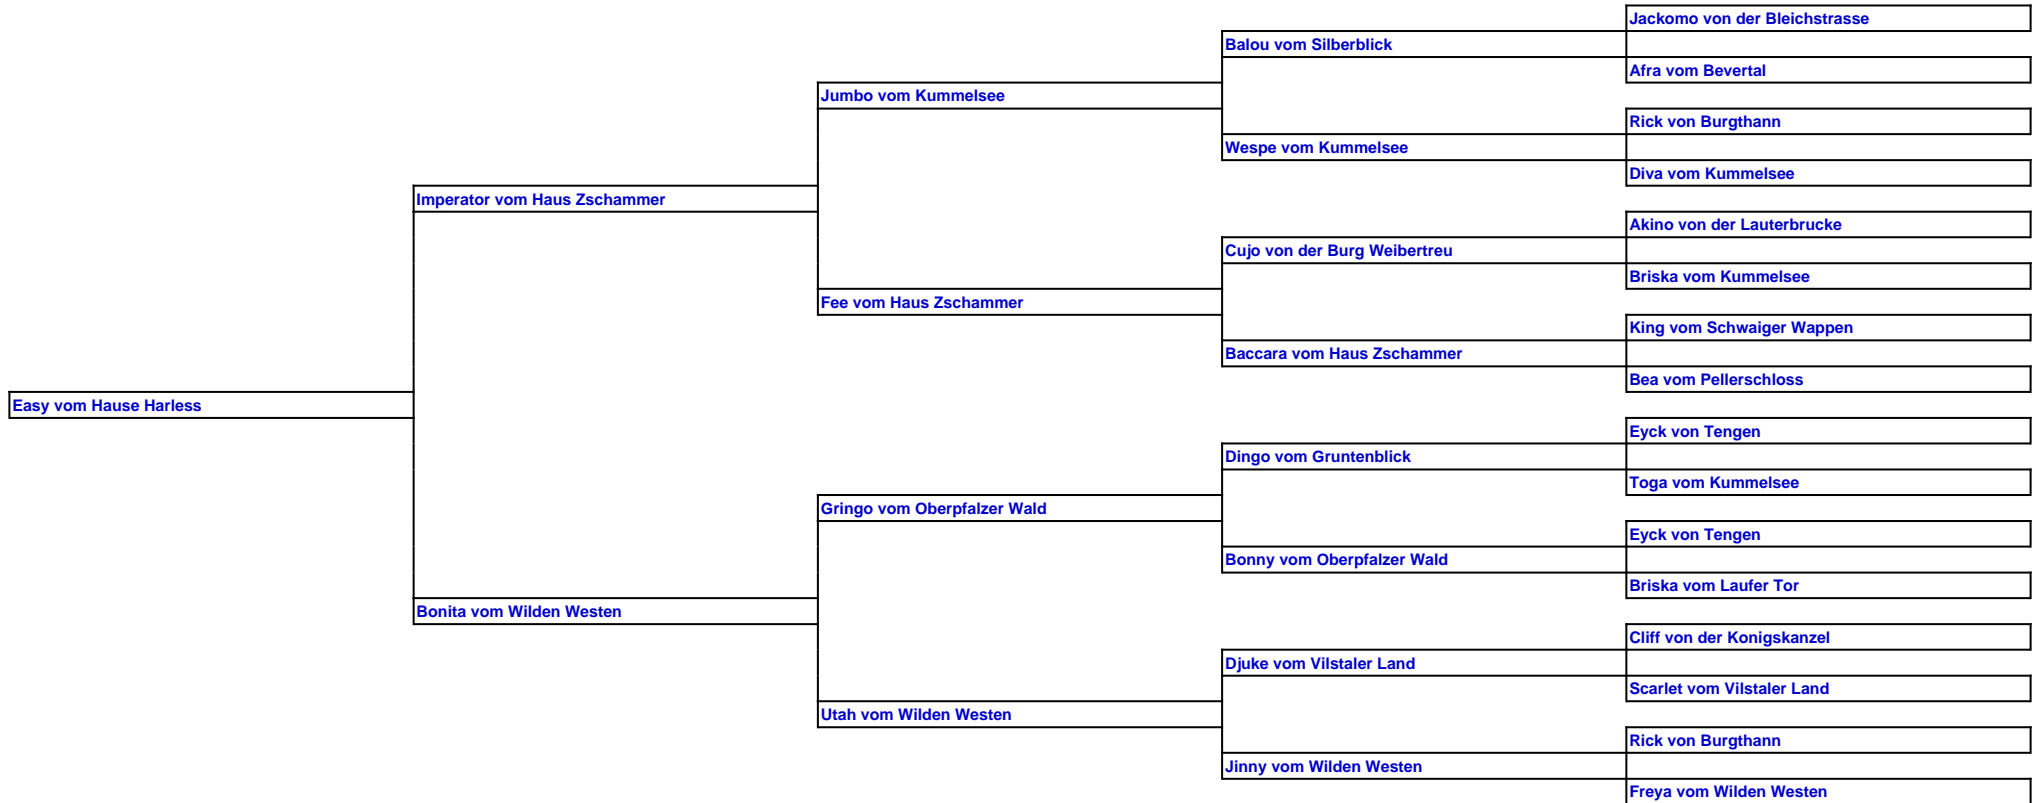 Jackomo von der Bleichstrasse
Balou vom Silberblick
Afra vom Bevertal
Jumbo vom Kummelsee
Rick von Burgthann
Wespe vom Kummelsee
Diva vom Kummelsee
Imperator vom Haus Zschammer
Akino von der Lauterbrucke
Cujo von der Burg Weibertreu
Briska vom Kummelsee
Fee vom Haus Zschammer
King vom Schwaiger Wappen
Baccara vom Haus Zschammer
Bea vom Pellerschloss
Easy vom Hause Harless
Eyck von Tengen
Dingo vom Gruntenblick
Toga vom Kummelsee
Gringo vom Oberpfalzer Wald
Eyck von Tengen
Bonny vom Oberpfalzer Wald
Briska vom Laufer Tor
Bonita vom Wilden Westen
Cliff von der Konigskanzel
Djuke vom Vilstaler Land
Scarlet vom Vilstaler Land
Utah vom Wilden Westen
Rick von Burgthann
Jinny vom Wilden Westen
Freya vom Wilden Westen